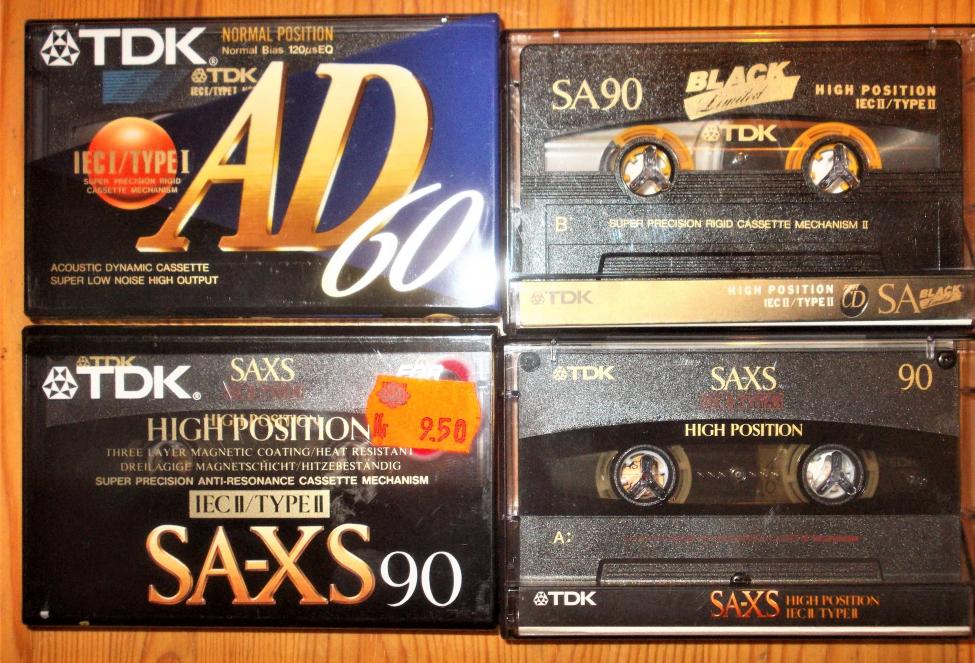 TDK®
NORMAL POSITION
Normal Bias 120µsEQ
TDK
IEC I/TYPE I
IEC I/TYPE I
SUPER PRECISION RIGID
CASSETTE MECHANISM
AD
60
ACOUSTIC DYNAMIC CASSETTE
SUPER LOW NOISE HIGH OUTPUT
SA90
BLACK
Limited
HIGH POSITION
IEC II/TYPE II
TDK
B
SUPER PRECISION RIGID CASSETTE MECHANISM II
TDK
HIGH POSITION
IEC II/TYPE II
CD
SA BLACK
TDK
TDK®
SAXS
HIGH POSITION
HIGH POSITION
9.50
THREE LAYER MAGNETIC COATING/HEAT RESISTANT
DREILAGIGE MAGNETSCHICHT/HITZEBESTÄNDIG
SUPER PRECISION ANTI-RESONANCE CASSETTE MECHANISM
IEC II/TYPE II
SA-XS 90
TDK
SA-XS
90
HIGH POSITION
A:
TDK
SA-XS HIGH POSITION
IEC II/TYPE II